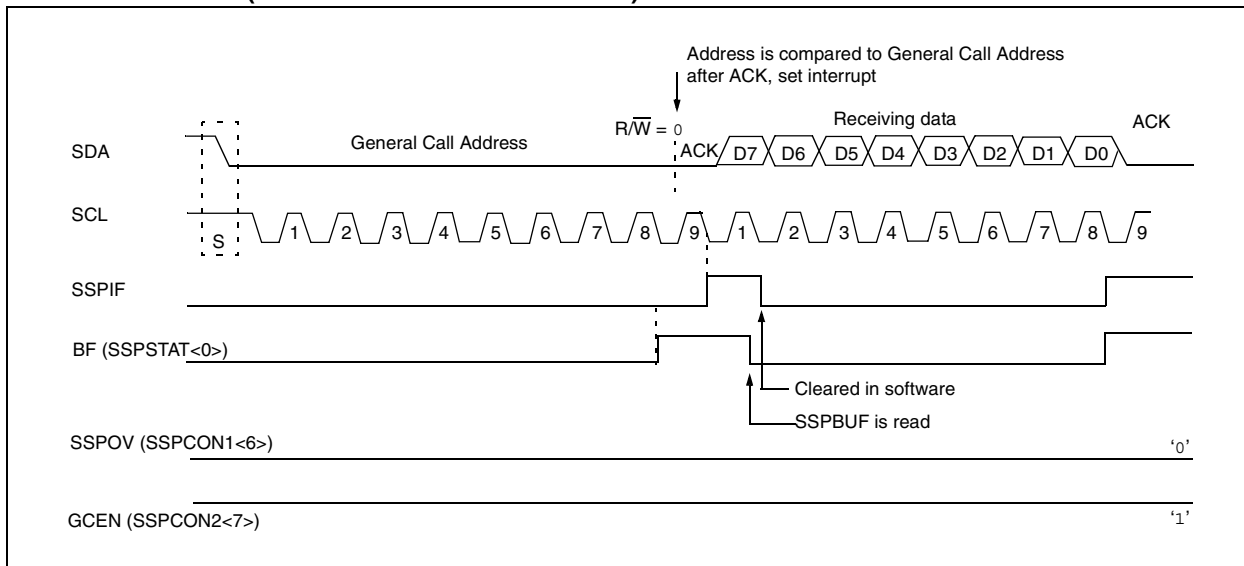 Address is compared to General Call Address
after ACK, set interrupt
R/W = 0
Receiving data
ACK
General Call Address
SDA
ACK D7 D6 D5 D4 D3 D2 D1 D0
SCL
S
1 2 3 4 5 6 7 8 9 1 2 3 4 5 6 7 8 9
SSPIF
BF (SSPSTAT<0>)
Cleared in software
SSPBUF is read
SSPOV (SSPCON1<6>)
‘0’
GCEN (SSPCON2<7>)
‘1’